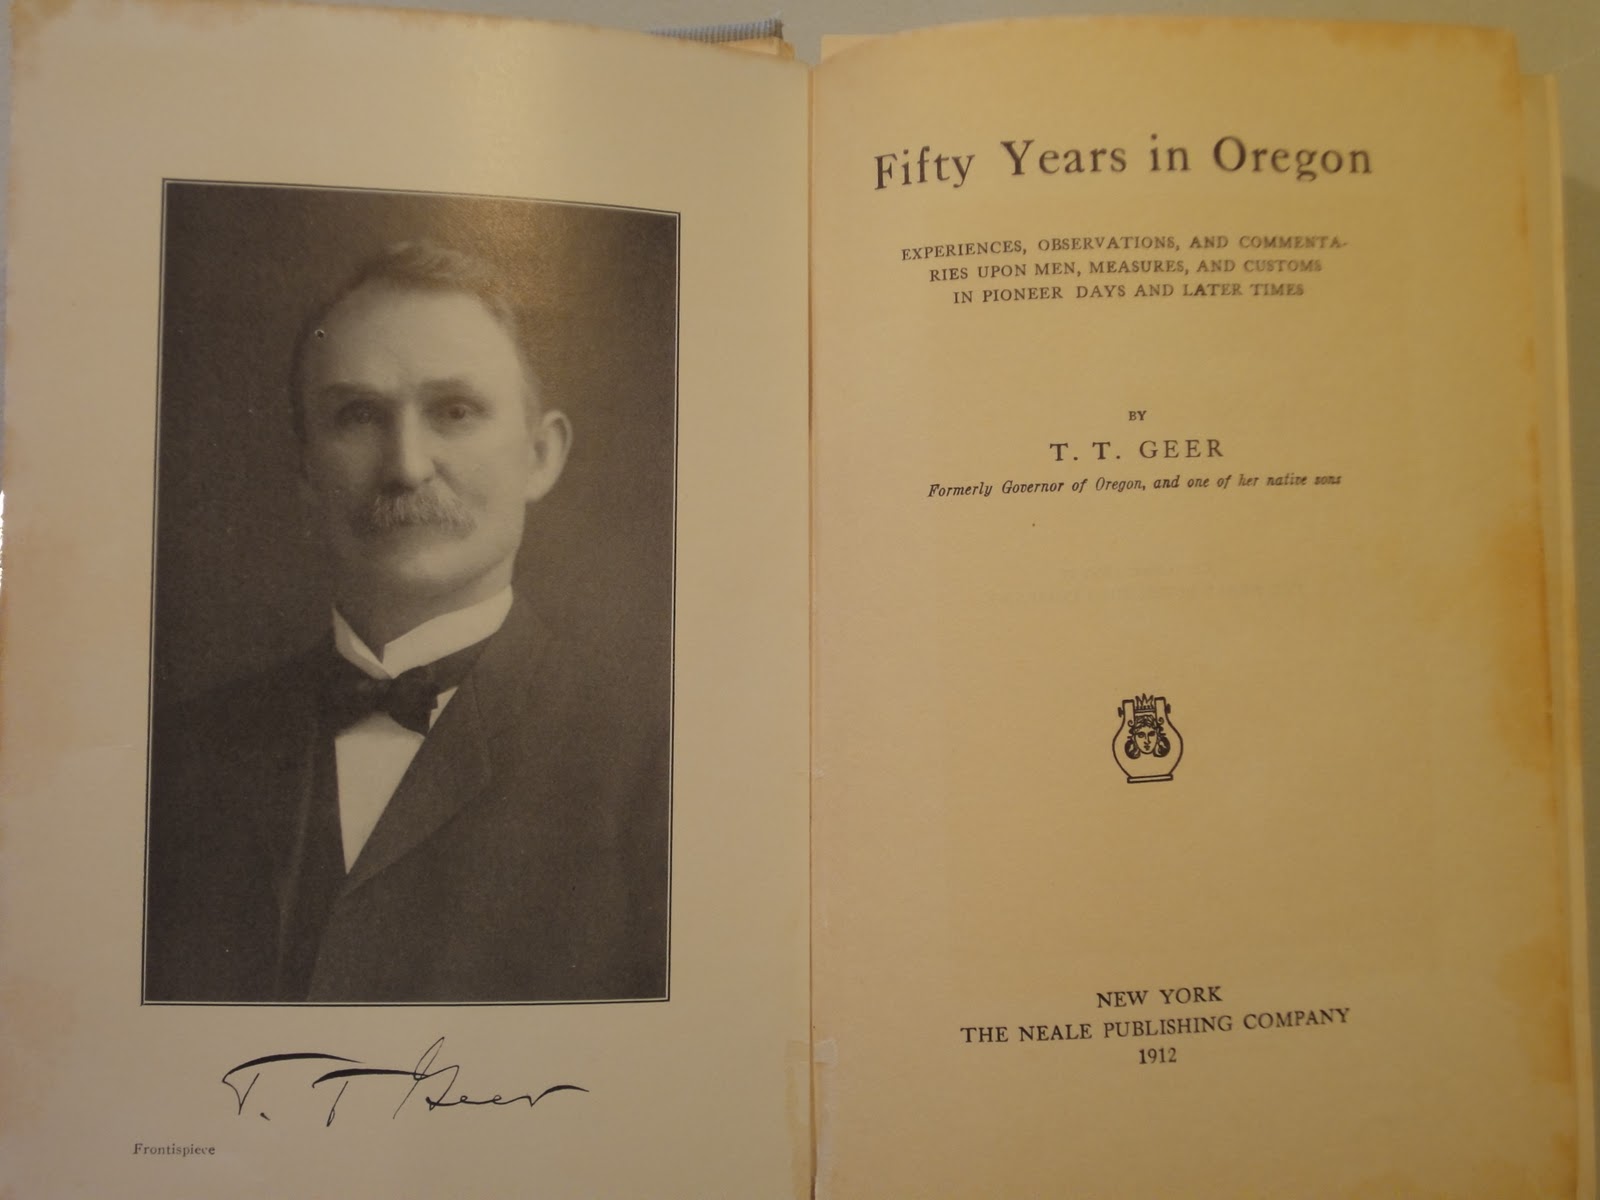 T. T. Geer
Frontispiece
Fifty Years in Oregon
EXPERIENCES, OBSERVATIONS, AND COMMENTA-
RIES UPON MEN, MEASURES, AND CUSTOMS
IN PIONEER DAYS AND LATER TIMES
BY
T. T. GEER
Formerly Governor of Oregon, and one of her native sons
NEW YORK
THE NEALE PUBLISHING COMPANY
1912